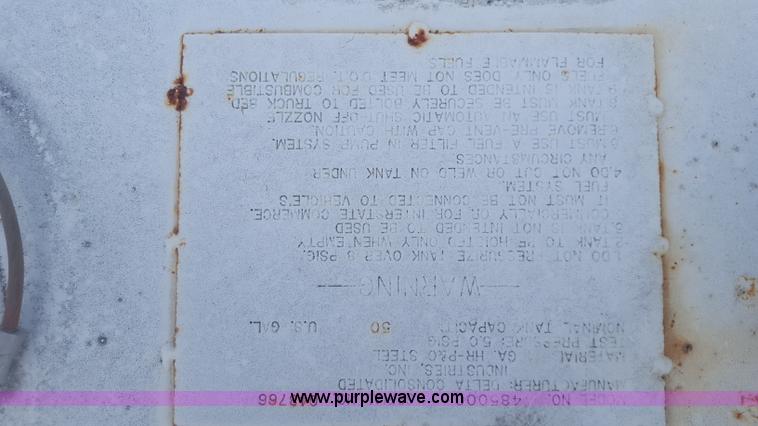 MODEL NO. 485000
MANUFACTURER: DELTA CONSOLIDATED
INDUSTRIES, INC.
MATERIAL GA. HR-P&O STEEL
TEST PRESSURE: 5.0 PSIG
NOMINAL TANK CAPACITY 50 U.S. GAL.
WARNING
1.DO NOT PRESSURIZE TANK OVER PSIG.
2.TANK TO BE HOISTED ONLY WHEN EMPTY
3.TANK IS NOT INTENDED TO BE USED
COMMERCIALLY OR FOR INTERSTATE COMMERCE.
IT MUST NOT BE CONNECTED TO VEHICLE'S
FUEL SYSTEM.
4.DO NOT CUT OR WELD ON TANK UNDER
ANY CIRCUMSTANCES
5.MUST USE A FUEL FILTER IN PUMP SYSTEM.
6.REMOVE PRE-VENT CAP WITH CAUTION.
MUST USE AN AUTOMATIC SHUT-OFF NOZZLE
TANK MUST BE SECURELY BOLTED TO TRUCK BED.
TANK IS INTENDED TO BE USED FOR COMBUSTIBLE
FUELS ONLY DOES NOT MEET D.O.T. REGULATIONS
FOR FLAMMABLE FUELS
www.purplewave.com